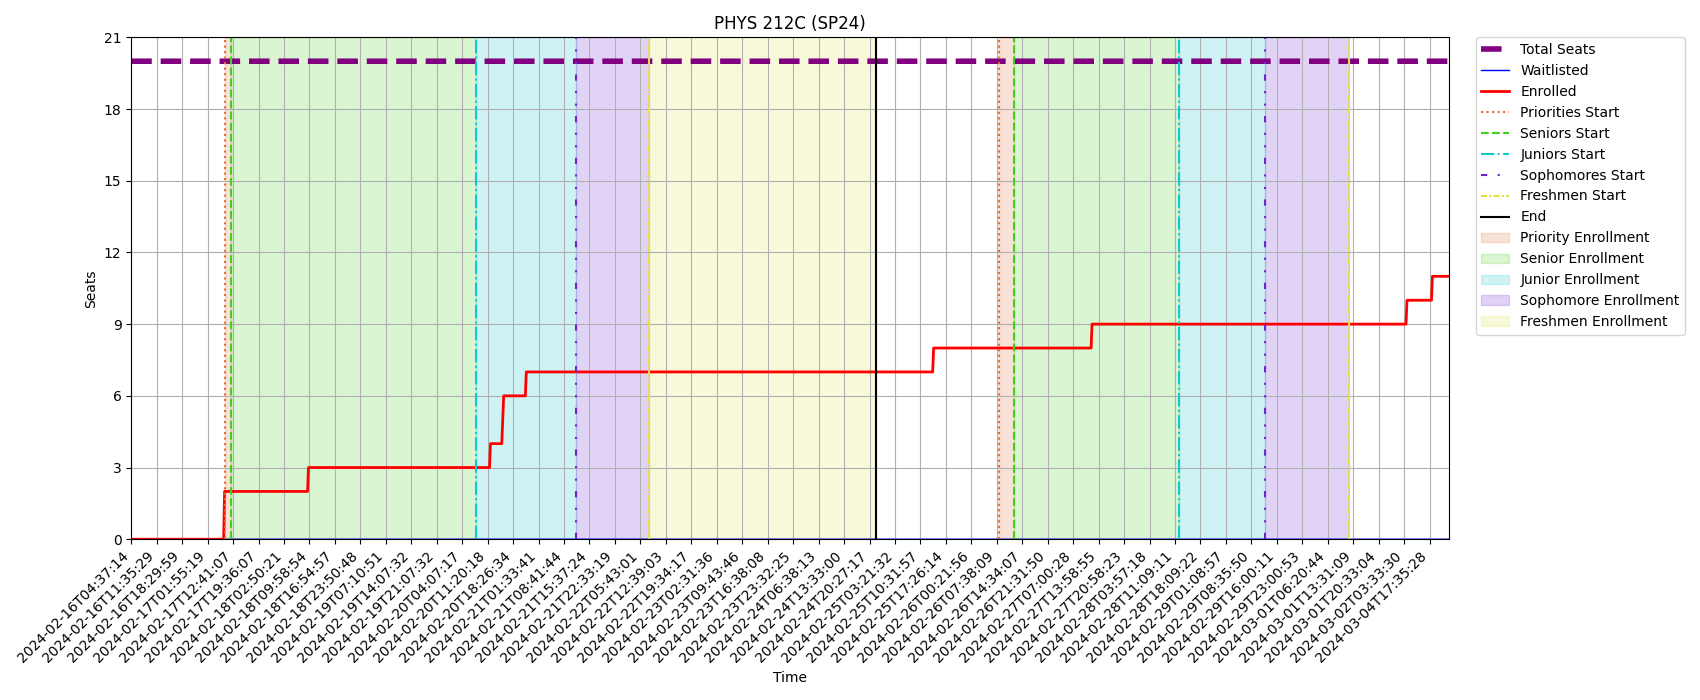 PHYS 212C (SP24)
Seats
21
18
15
12
9
6
3
0
2024-02-16T04:37:14
2024-02-16T11:35:29
2024-02-16T18:29:59
2024-02-17T01:55:19
2024-02-17T12:41:07
2024-02-17T19:36:07
2024-02-18T02:50:21
2024-02-18T09:58:54
2024-02-18T16:54:57
2024-02-18T23:50:48
2024-02-19T07:10:51
2024-02-19T14:07:32
2024-02-19T21:07:32
2024-02-20T04:07:17
2024-02-20T11:20:18
2024-02-20T18:26:34
2024-02-21T01:33:41
2024-02-21T08:41:44
2024-02-21T15:37:24
2024-02-21T22:33:19
2024-02-22T05:43:01
2024-02-22T12:39:03
2024-02-22T19:34:17
2024-02-23T02:31:36
2024-02-23T09:43:46
2024-02-23T16:38:08
2024-02-23T23:32:25
2024-02-24T06:38:13
2024-02-24T13:33:00
2024-02-24T20:27:17
2024-02-25T03:21:32
2024-02-25T10:31:57
2024-02-25T17:26:14
2024-02-26T00:21:56
2024-02-26T07:38:09
2024-02-26T14:34:07
2024-02-26T21:31:50
2024-02-27T07:00:28
2024-02-27T13:58:55
2024-02-27T20:58:23
2024-02-28T03:57:18
2024-02-28T11:09:11
2024-02-28T18:09:22
2024-02-29T01:08:57
2024-02-29T08:35:50
2024-02-29T16:00:11
2024-02-29T23:00:53
2024-03-01T06:20:44
2024-03-01T13:31:09
2024-03-01T20:33:04
2024-03-02T03:33:30
2024-03-04T17:35:28
Time
Total Seats
Waitlisted
Enrolled
Priorities Start
Seniors Start
Juniors Start
Sophomores Start
Freshmen Start
End
Priority Enrollment
Senior Enrollment
Junior Enrollment
Sophomore Enrollment
Freshmen Enrollment